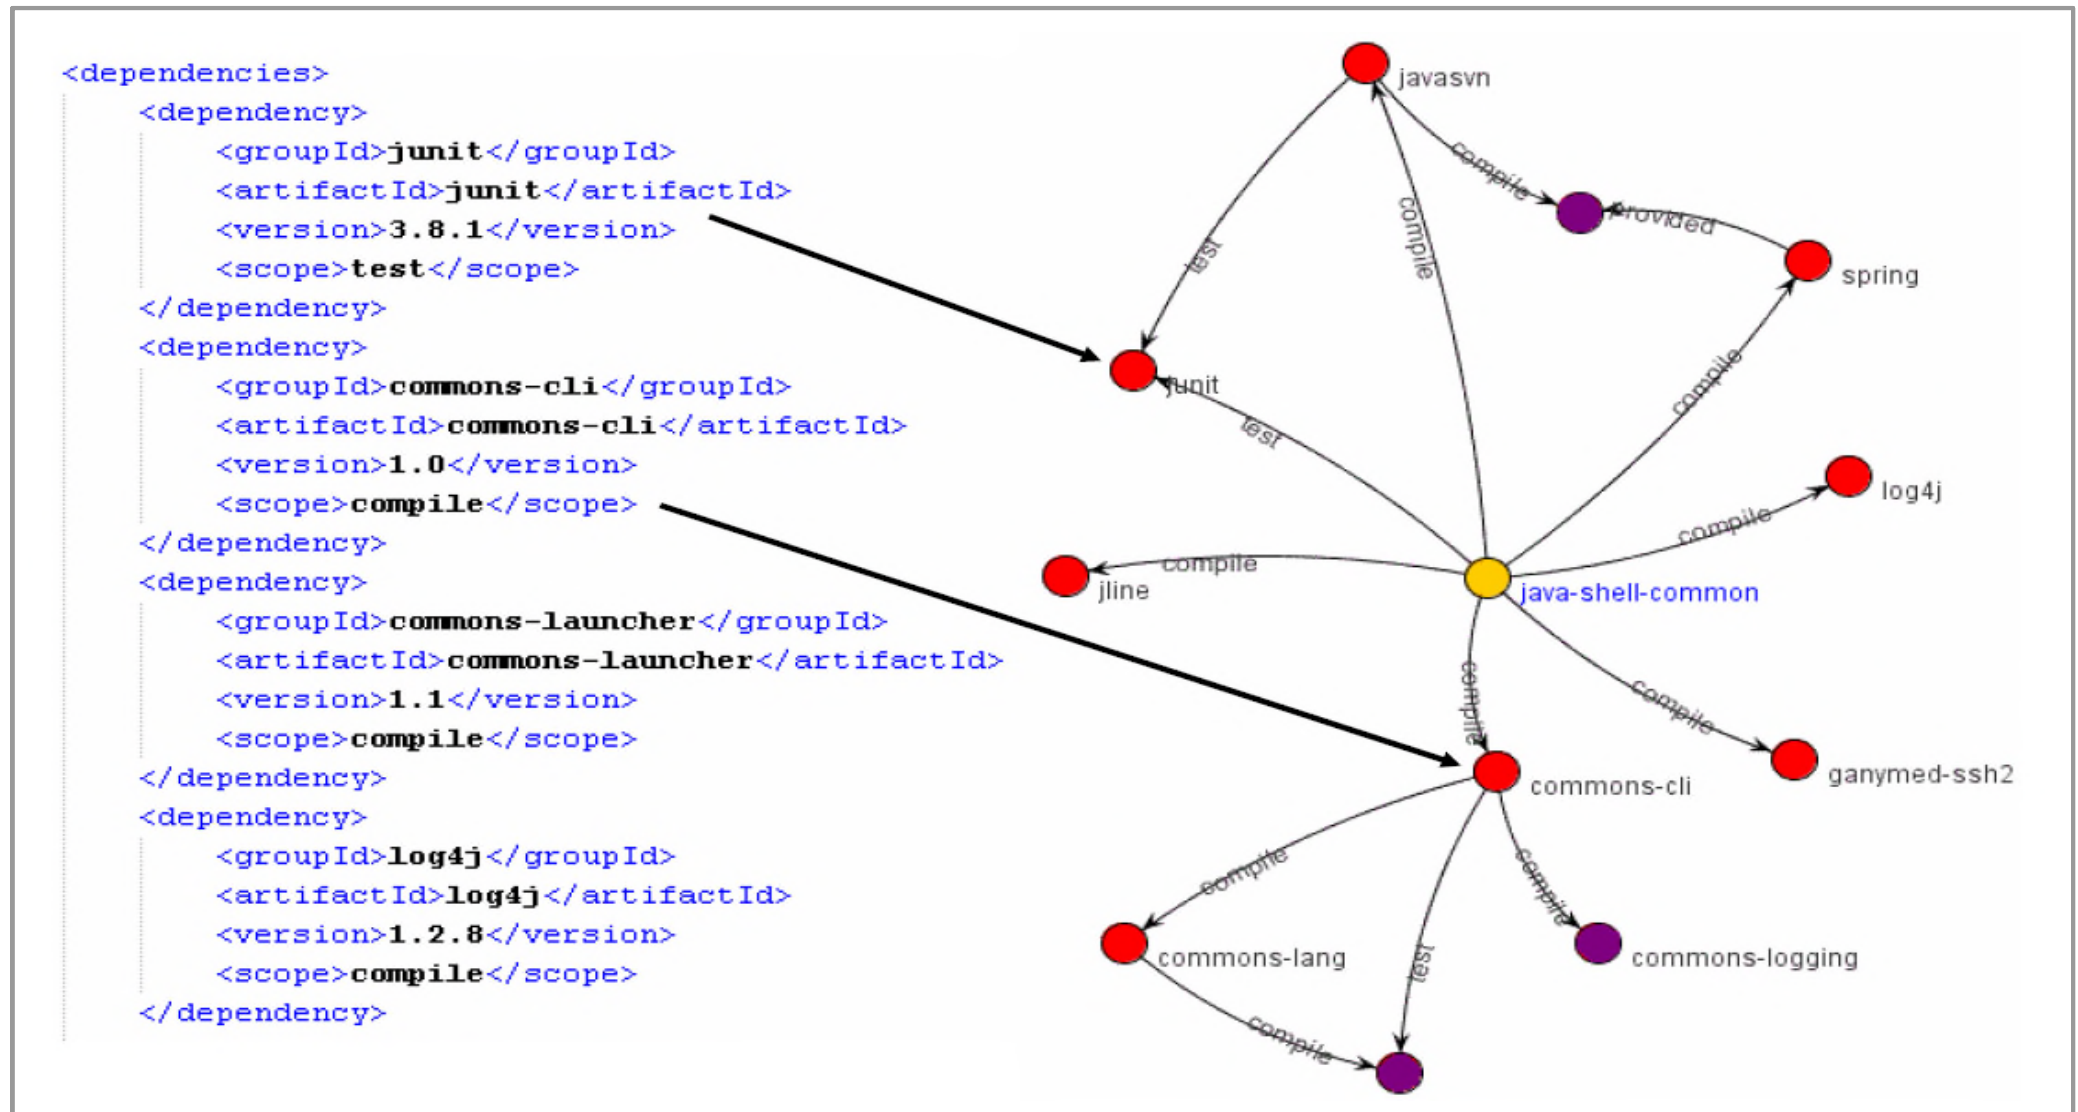 <dependencies>
<dependency>
<groupId>junit</groupId>
<artifactId>junit</artifactId>
<version>3.8.1</version>
<scope>test</scope>
</dependency>
<dependency>
<groupId>commons-cli</groupId>
<artifactId>commons-cli</artifactId>
<version>1.0</version>
<scope>compile</scope>
</dependency>
<dependency>
<groupId>commons-launcher</groupId>
<artifactId>commons-launcher</artifactId>
<version>1.1</version>
<scope>compile</scope>
</dependency>
<dependency>
<groupId>log4j</groupId>
<artifactId>log4j</artifactId>
<version>1.2.8</version>
<scope>compile</scope>
</dependency>
javasvn
compile
provided
compile
test
spring
compile
junit
test
log4j
compile
compile
jline
java-shell-common
compile
compile
ganymed-ssh2
commons-cli
compile
compile
commons-lang
test
commons-logging
compile